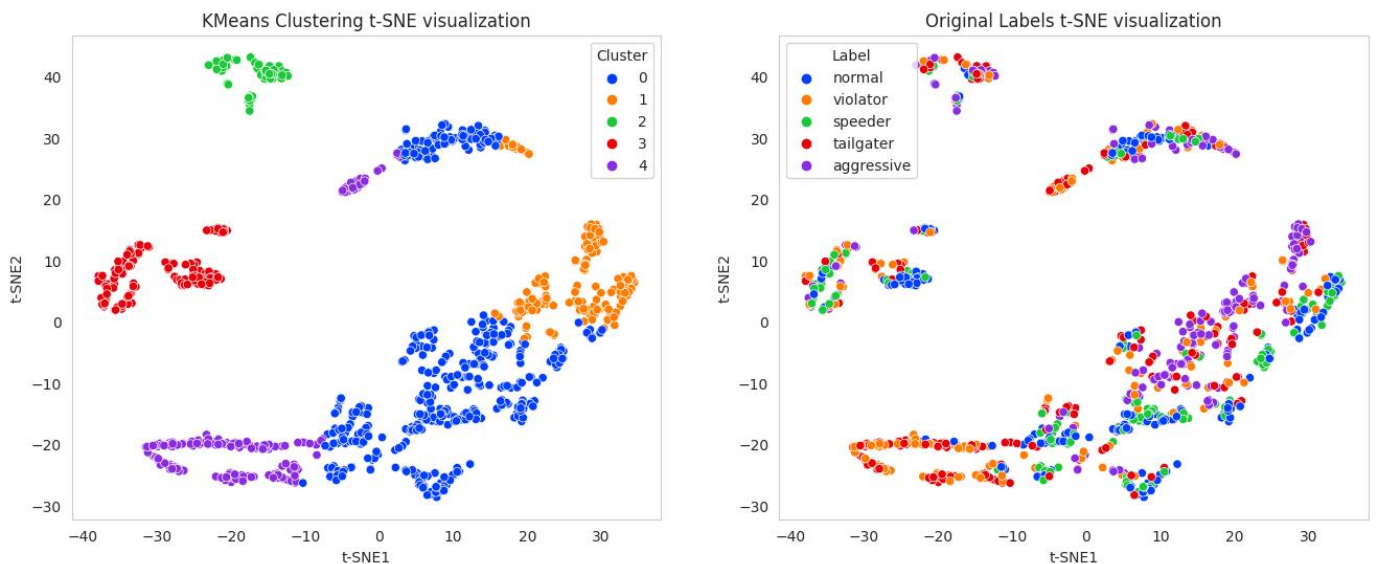 KMeans Clustering t-SNE visualization
t-SNE2
40
30
20
10
0
−10
−20
−30
−40
−30
−20
−10
0
10
20
30
t-SNE1
Cluster
0
1
2
3
4
Original Labels t-SNE visualization
t-SNE2
40
30
20
10
0
−10
−20
−30
−40
−30
−20
−10
0
10
20
30
t-SNE1
Label
normal
violator
speeder
tailgater
aggressive